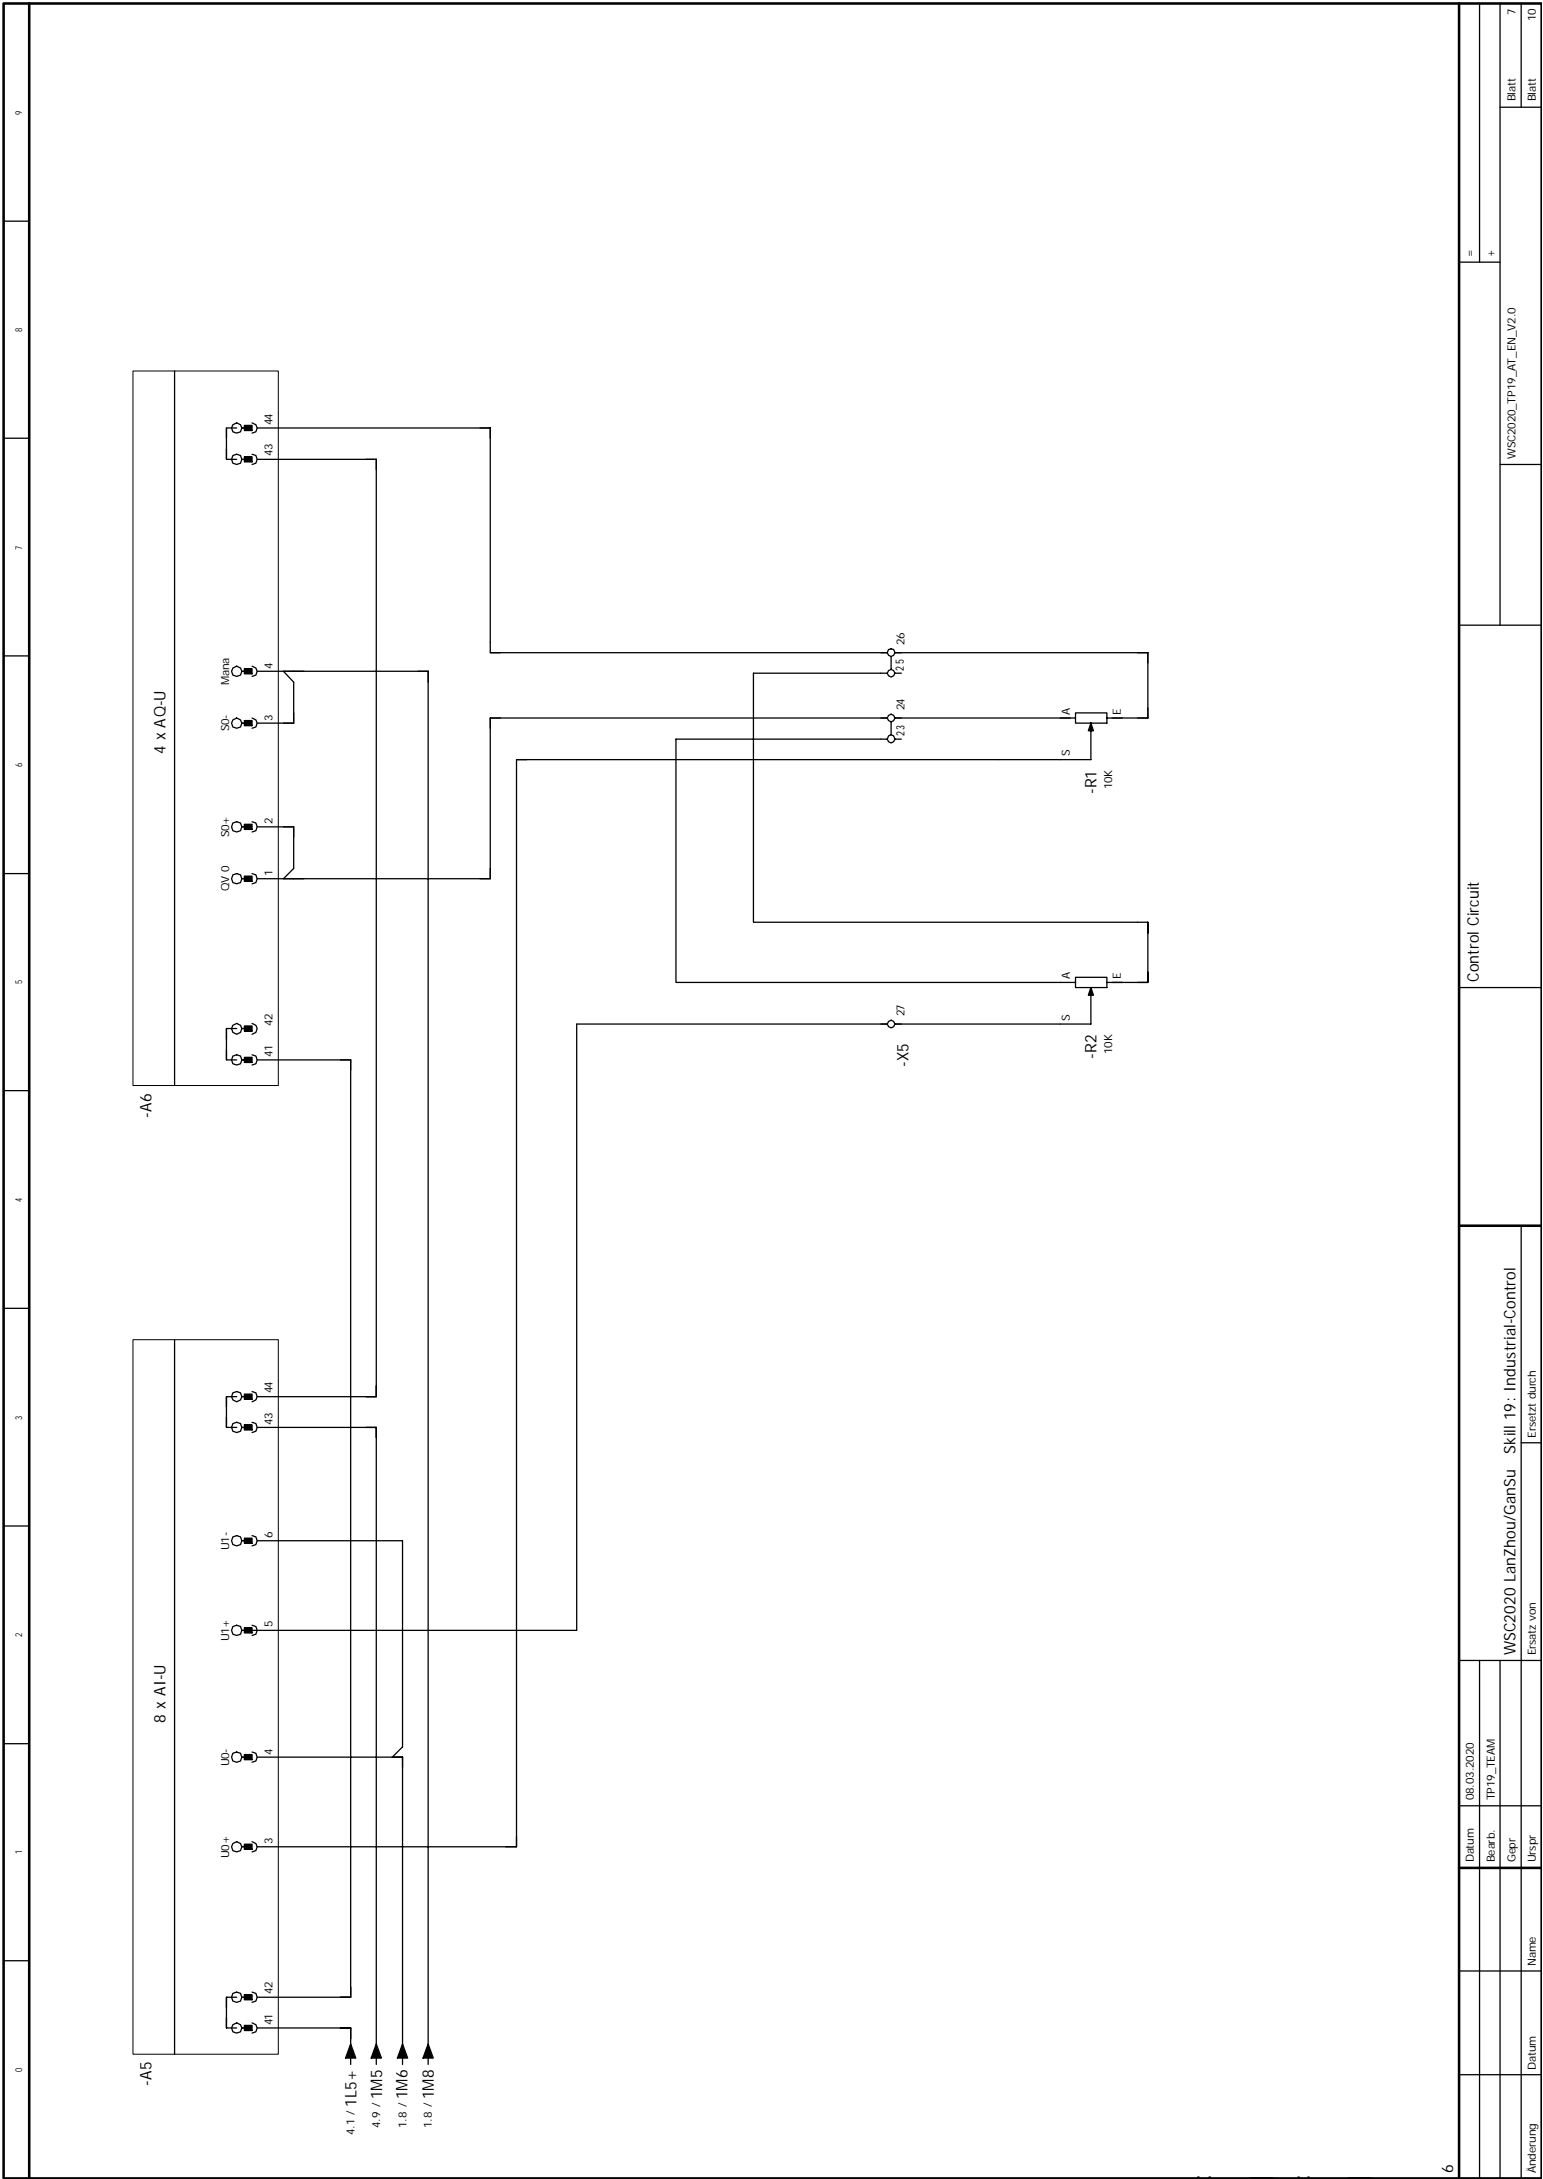 0 1 2 3 4 5 6 7 8 9
-A5
8 x AI-U
-A6
4 x AQ-U
U0+ U0- U1+ U1-
QV 0 S0+ S0- Mana
41 42 3 4 5 6 43 44
41 42 1 2 3 4 43 44
4.1 / 1L5+
4.9 / 1M5
1.8 / 1M6
1.8 / 1M8
-X5
27 23 24 25 26
S A S A
-R2
10K
-R1
10K
E E
6
Datum 08.03.2020
Control Circuit
=
Bearb. TP19_TEAM
+
Gepr
WSC2020 LanZhou/GanSu Skill 19: Industrial-Control
WSC2020_TP19_AT_EN_V2.0
Blatt 7
Änderung Datum Name Urspr Ersatz von Ersetzt durch
Blatt 10